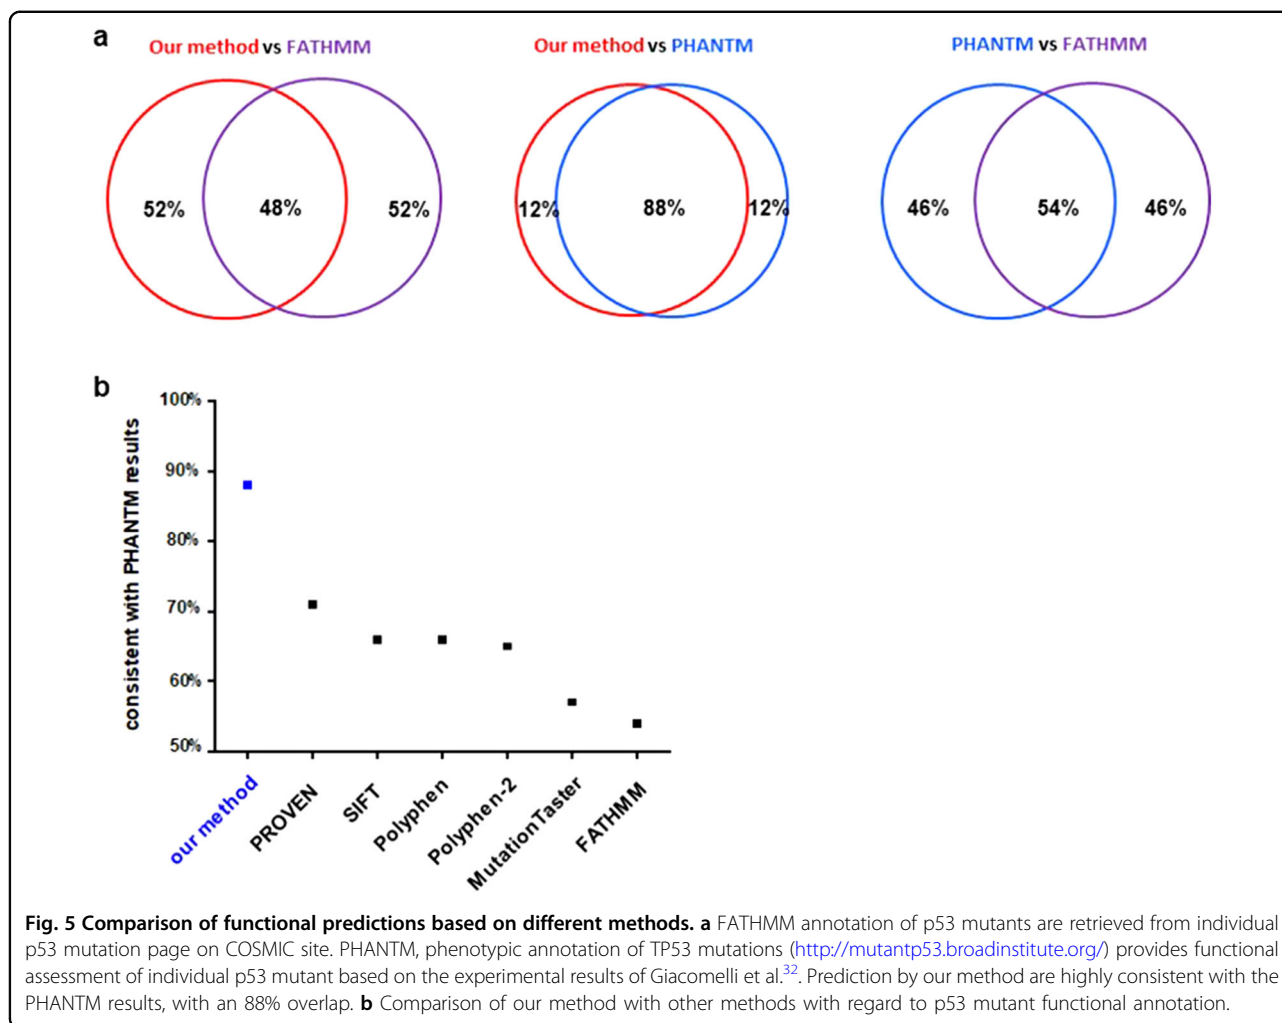 a
Our method vs FATHMM
Our method vs PHANTM
PHANTM vs FATHMM
52%
48%
52%
12%
88%
12%
46%
54%
46%
b
consistent with PHANTM results
100%
90%
80%
70%
60%
50%
our method
PROVEN
SIFT
Polyphen
Polyphen-2
MutationTaster
FATHMM
Fig. 5 Comparison of functional predictions based on different methods. a FATHMM annotation of p53 mutants are retrieved from individual
p53 mutation page on COSMIC site. PHANTM, phenotypic annotation of TP53 mutations (http://mutantp53.broadinstitute.org/) provides functional
assessment of individual p53 mutant based on the experimental results of Giacomelli et al.32. Prediction by our method are highly consistent with the
PHANTM results, with an 88% overlap. b Comparison of our method with other methods with regard to p53 mutant functional annotation.